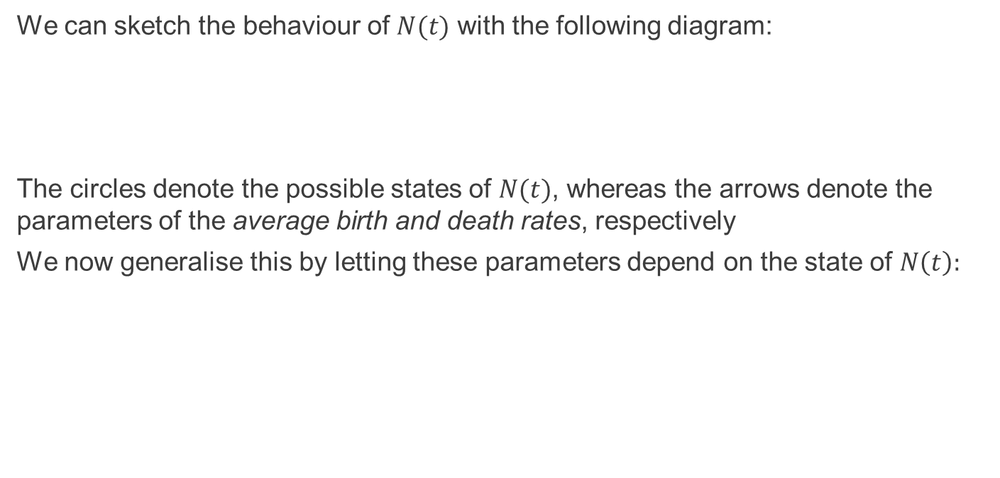 We can sketch the behaviour of N(t) with the following diagram:
The circles denote the possible states of N(t), whereas the arrows denote the
parameters of the average birth and death rates, respectively
We now generalise this by letting these parameters depend on the state of N(t):